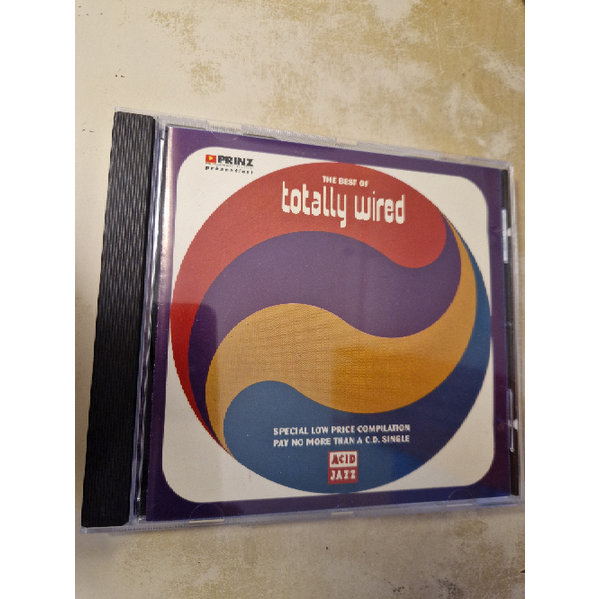 PRINZ
präsentiert
THE BEST OF
totally wired
SPECIAL LOW PRICE COMPILATION
PAY NO MORE THAN A C.D. SINGLE
ACID
JAZZ